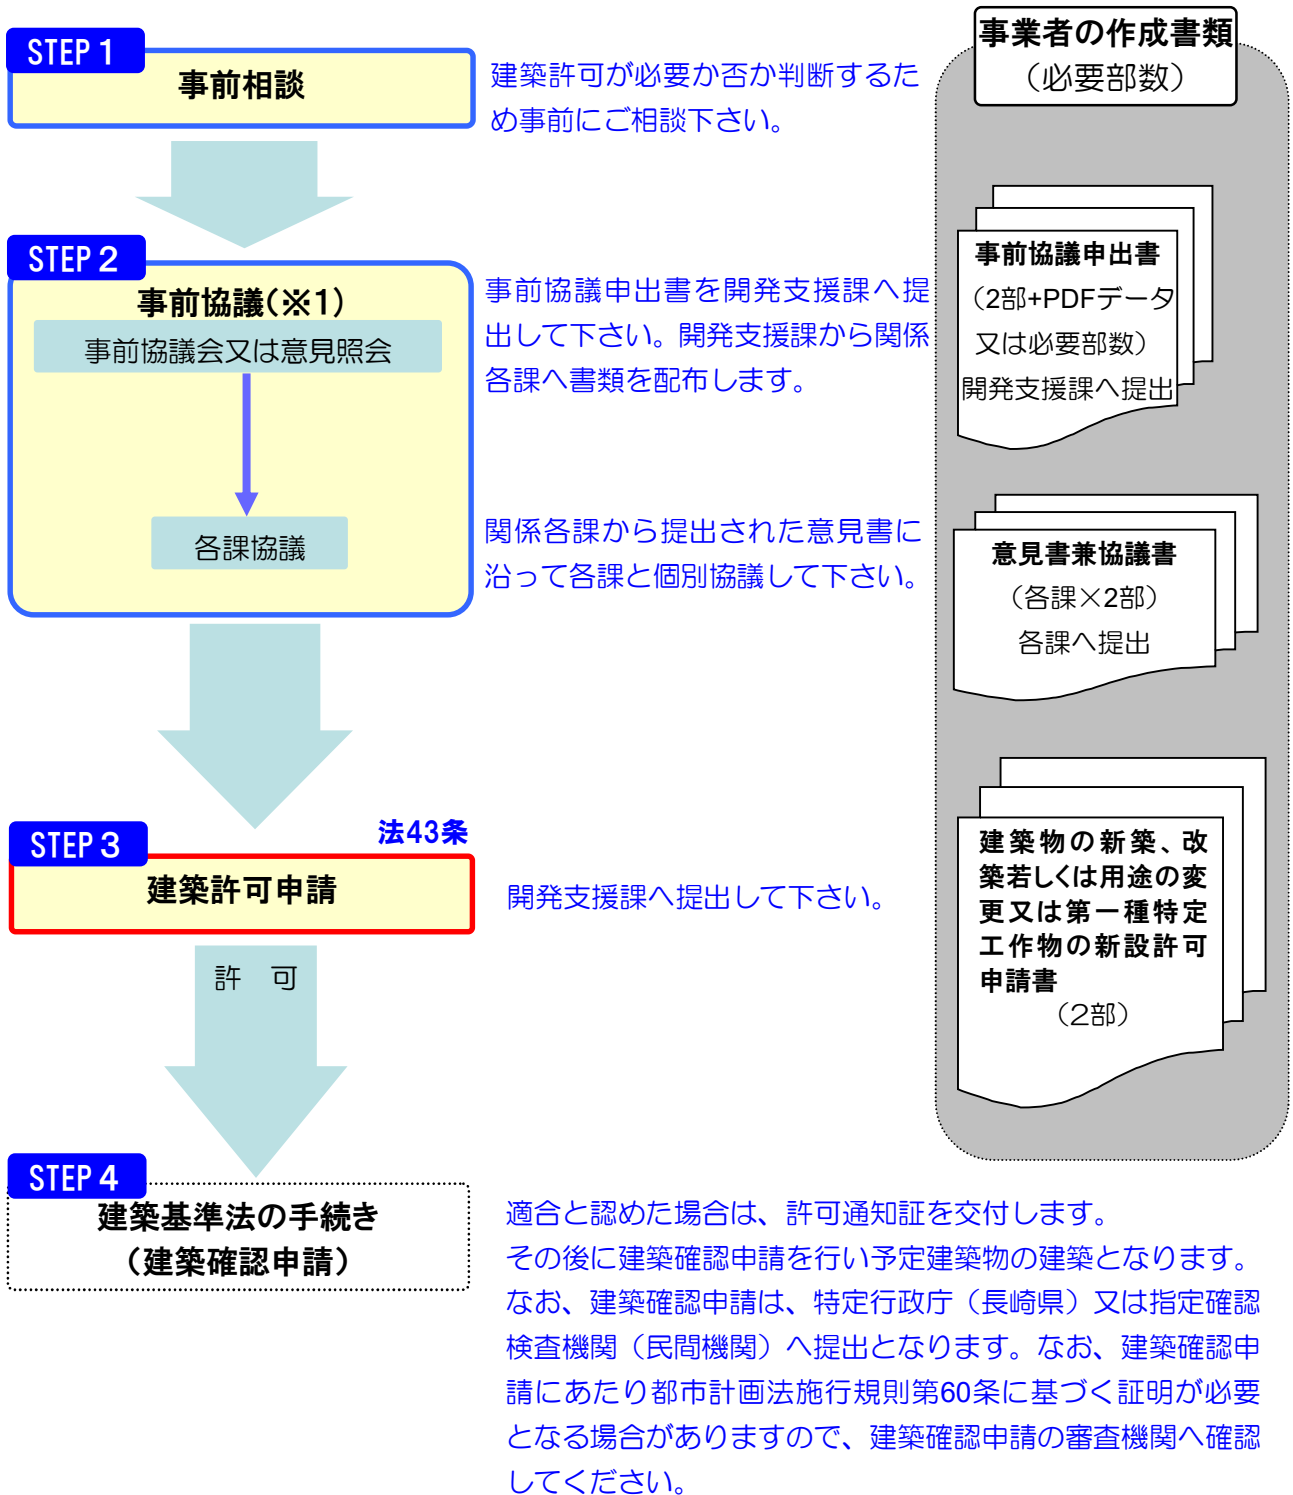 STEP 1
事前相談
建築許可が必要か否か判断するた
め事前にご相談下さい。
事業者の作成書類
（必要部数）
STEP 2
事前協議(※1)
事前協議会又は意見照会
各課協議
事前協議申出書を開発支援課へ提
出して下さい。開発支援課から関係
各課へ書類を配布します。
関係各課から提出された意見書に
沿って各課と個別協議して下さい。
事前協議申出書
（2部+PDFデータ
又は必要部数）
開発支援課へ提出
意見書兼協議書
（各課×2部）
各課へ提出
法43条
STEP 3
建築許可申請
開発支援課へ提出して下さい。
許　可
建築物の新築、改
築若しくは用途の変
更又は第一種特定
工作物の新設許可
申請書
（2部）
STEP 4
建築基準法の手続き
（建築確認申請）
適合と認めた場合は、許可通知証を交付します。
その後に建築確認申請を行い予定建築物の建築となります。
なお、建築確認申請は、特定行政庁（長崎県）又は指定確認
検査機関（民間機関）へ提出となります。なお、建築確認申
請にあたり都市計画法施行規則第60条に基づく証明が必要
となる場合がありますので、建築確認申請の審査機関へ確認
してください。